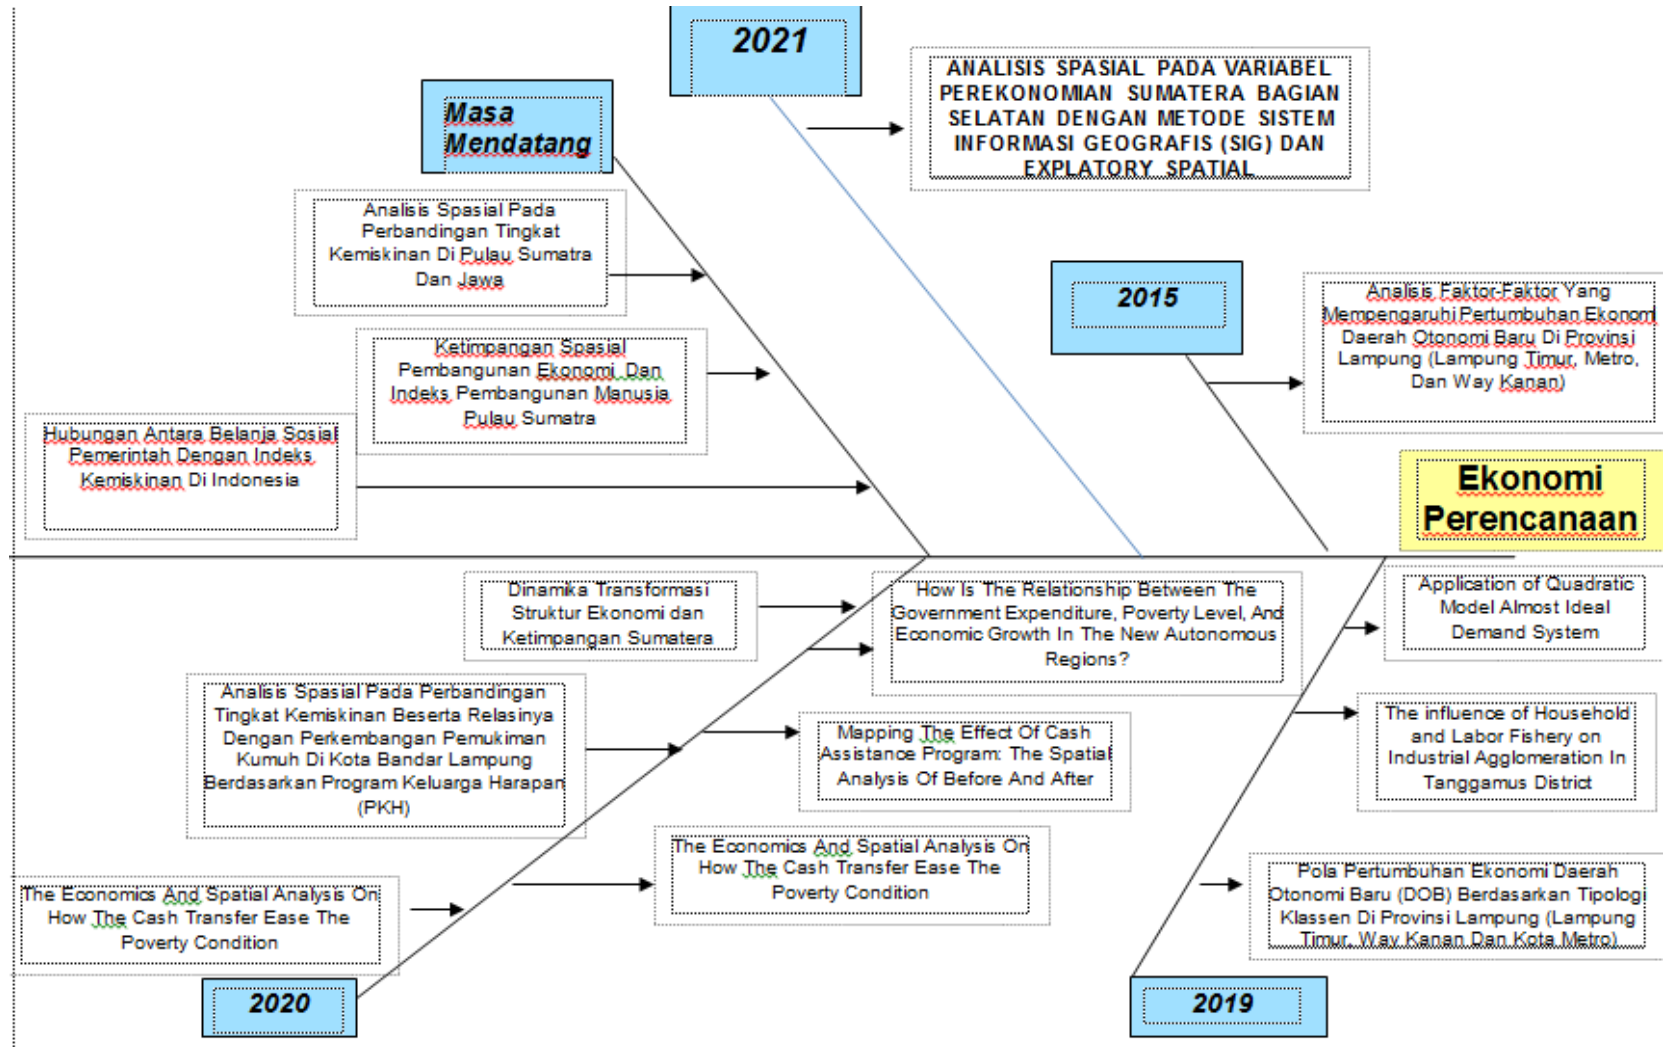 2021
ANALISIS SPASIAL PADA VARIABEL
PEREKONOMIAN SUMATERA BAGIAN
SELATAN DENGAN METODE SISTEM
INFORMASI GEOGRAFIS (SIG) DAN
EXPLATORY SPATIAL
Masa
Mendatang
Analisis Spasial Pada
Perbandingan Tingkat
Kemiskinan Di Pulau Sumatra
Dan Jawa
Ketimpangan Spasial
Pembangunan Ekonomi Dan
Indeks Pembangunan Manusia
Pulau Sumatra
Hubungan Antara Belanja Sosial
Pemerintah Dengan Indeks
Kemiskinan Di Indonesia
2015
Analisis Faktor-Faktor Yang
Mempengaruhi Pertumbuhan Ekonomi
Daerah Otonomi Baru Di Provinsi
Lampung (Lampung Timur, Metro,
Dan Way Kanan)
Ekonomi
Perencanaan
Dinamika Transformasi
Struktur Ekonomi dan
Ketimpangan Sumatera
How Is The Relationship Between The
Government Expenditure, Poverty Level, And
Economic Growth In The New Autonomous
Regions?
Application of Quadratic
Model Almost Ideal
Demand System
Analisis Spasial Pada Perbandingan
Tingkat Kemiskinan Beserta Relasinya
Dengan Perkembangan Pemukiman
Kumuh Di Kota Bandar Lampung
Berdasarkan Program Keluarga Harapan
(PKH)
Mapping The Effect Of Cash
Assistance Program: The Spatial
Analysis Of Before And After
The influence of Household
and Labor Fishery on
Industrial Agglomeration In
Tanggamus District
The Economics And Spatial Analysis On
How The Cash Transfer Ease The
Poverty Condition
The Economics And Spatial Analysis On
How The Cash Transfer Ease The
Poverty Condition
Pola Pertumbuhan Ekonomi Daerah
Otonomi Baru (DOB) Berdasarkan Tipologi
Klassen Di Provinsi Lampung (Lampung
Timur, Way Kanan Dan Kota Metro)
2020
2019